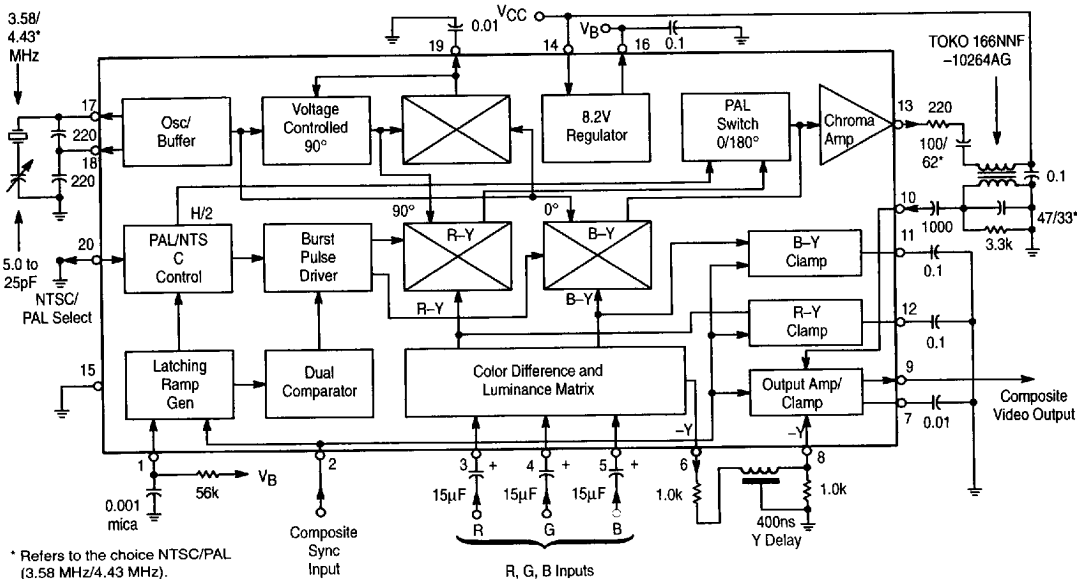 3.58/
4.43*
MHz
0.01
VCC
VB
0.1
TOKO 166NNF
–10264AG
19
14
16
17
220
18
220
Osc/
Buffer
Voltage
Controlled
90°
8.2V
Regulator
PAL
Switch
0/180°
Chroma
Amp
13
220
100/
62*
0.1
10
1000
47/33*
3.3k
H/2
90°
0°
20
PAL/NTS
C
Control
Burst
Pulse
Driver
R–Y
B–Y
B–Y
Clamp
11
0.1
5.0 to
25pF
NTSC/
PAL Select
R–Y
B–Y
R–Y
Clamp
12
0.1
15
Latching
Ramp
Gen
Dual
Comparator
Color Difference and
Luminance Matrix
Output Amp/
Clamp
9
Composite
Video Output
7
0.01
–Y
–Y
1
2
3
+
4
+
5
+
6
8
VB
56k
0.001
mica
15µF
15µF
15µF
1.0k
1.0k
400ns
Y Delay
Composite
Sync
Input
R
G
B
R, G, B Inputs
* Refers to the choice NTSC/PAL
(3.58 MHz/4.43 MHz).